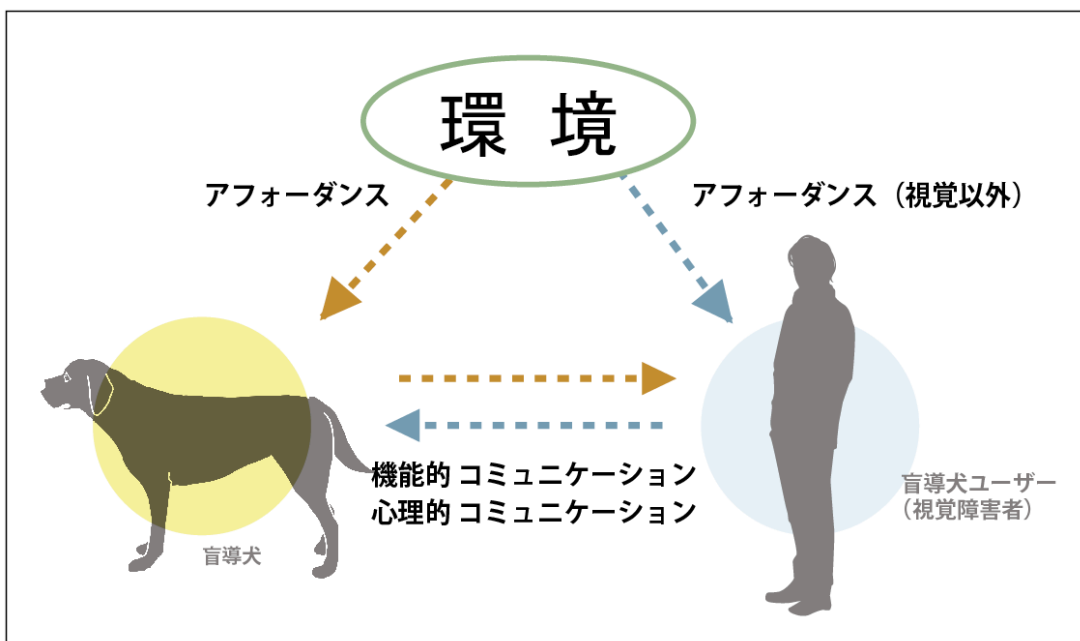 環 境
アフォーダンス
アフォーダンス（視覚以外）
機能的 コミュニケーション
心理的 コミュニケーション
盲導犬
盲導犬ユーザー
（視覚障害者）